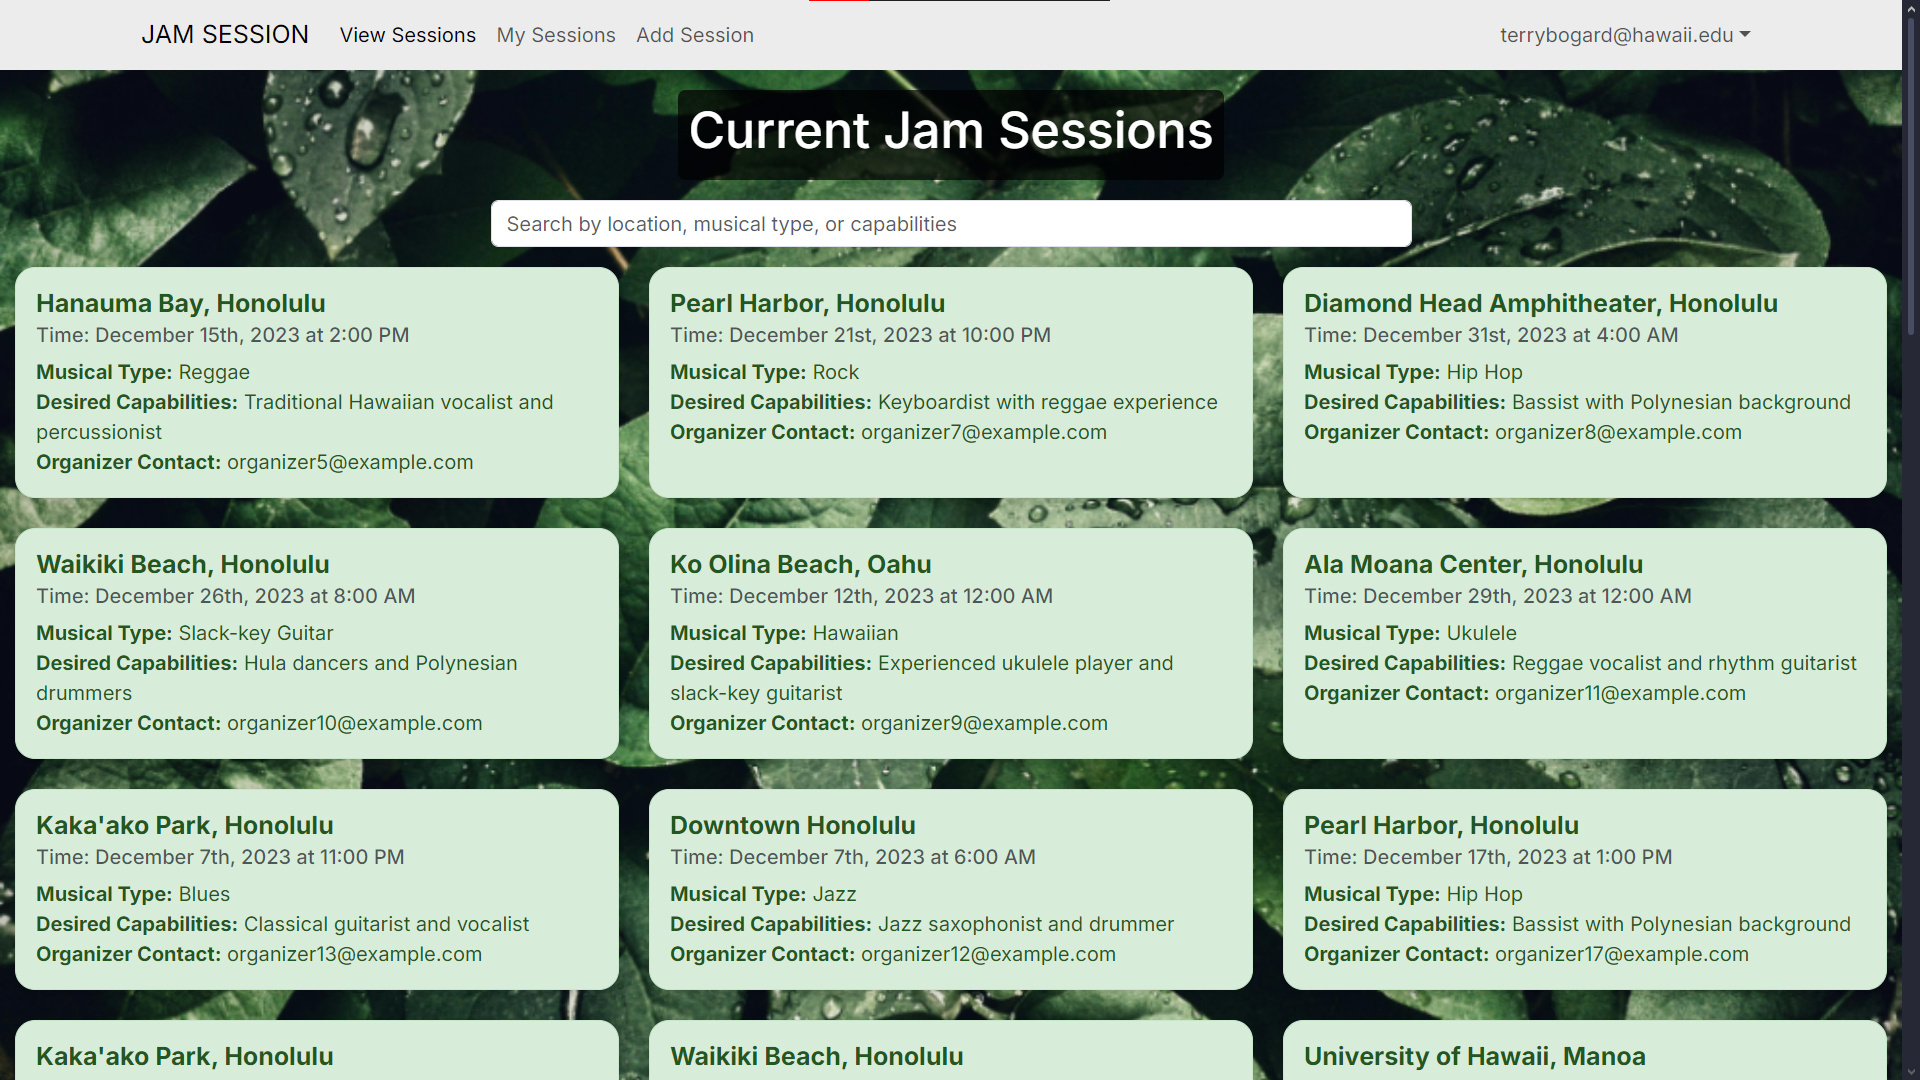 JAM SESSION View Sessions My Sessions Add Session terrybogard@hawaii.edu
Current Jam Sessions
Search by location, musical type, or capabilities
Hanauma Bay, Honolulu
Time: December 15th, 2023 at 2:00 PM
Musical Type: Reggae
Desired Capabilities: Traditional Hawaiian vocalist and
percussionist
Organizer Contact: organizer5@example.com
Pearl Harbor, Honolulu
Time: December 21st, 2023 at 10:00 PM
Musical Type: Rock
Desired Capabilities: Keyboardist with reggae experience
Organizer Contact: organizer7@example.com
Diamond Head Amphitheater, Honolulu
Time: December 31st, 2023 at 4:00 AM
Musical Type: Hip Hop
Desired Capabilities: Bassist with Polynesian background
Organizer Contact: organizer8@example.com
Waikiki Beach, Honolulu
Time: December 26th, 2023 at 8:00 AM
Musical Type: Slack-key Guitar
Desired Capabilities: Hula dancers and Polynesian
drummers
Organizer Contact: organizer10@example.com
Ko Olina Beach, Oahu
Time: December 12th, 2023 at 12:00 AM
Musical Type: Hawaiian
Desired Capabilities: Experienced ukulele player and
slack-key guitarist
Organizer Contact: organizer9@example.com
Ala Moana Center, Honolulu
Time: December 29th, 2023 at 12:00 AM
Musical Type: Ukulele
Desired Capabilities: Reggae vocalist and rhythm guitarist
Organizer Contact: organizer11@example.com
Kaka'ako Park, Honolulu
Time: December 7th, 2023 at 11:00 PM
Musical Type: Blues
Desired Capabilities: Classical guitarist and vocalist
Organizer Contact: organizer13@example.com
Downtown Honolulu
Time: December 7th, 2023 at 6:00 AM
Musical Type: Jazz
Desired Capabilities: Jazz saxophonist and drummer
Organizer Contact: organizer12@example.com
Pearl Harbor, Honolulu
Time: December 17th, 2023 at 1:00 PM
Musical Type: Hip Hop
Desired Capabilities: Bassist with Polynesian background
Organizer Contact: organizer17@example.com
Kaka'ako Park, Honolulu
Waikiki Beach, Honolulu
University of Hawaii, Manoa